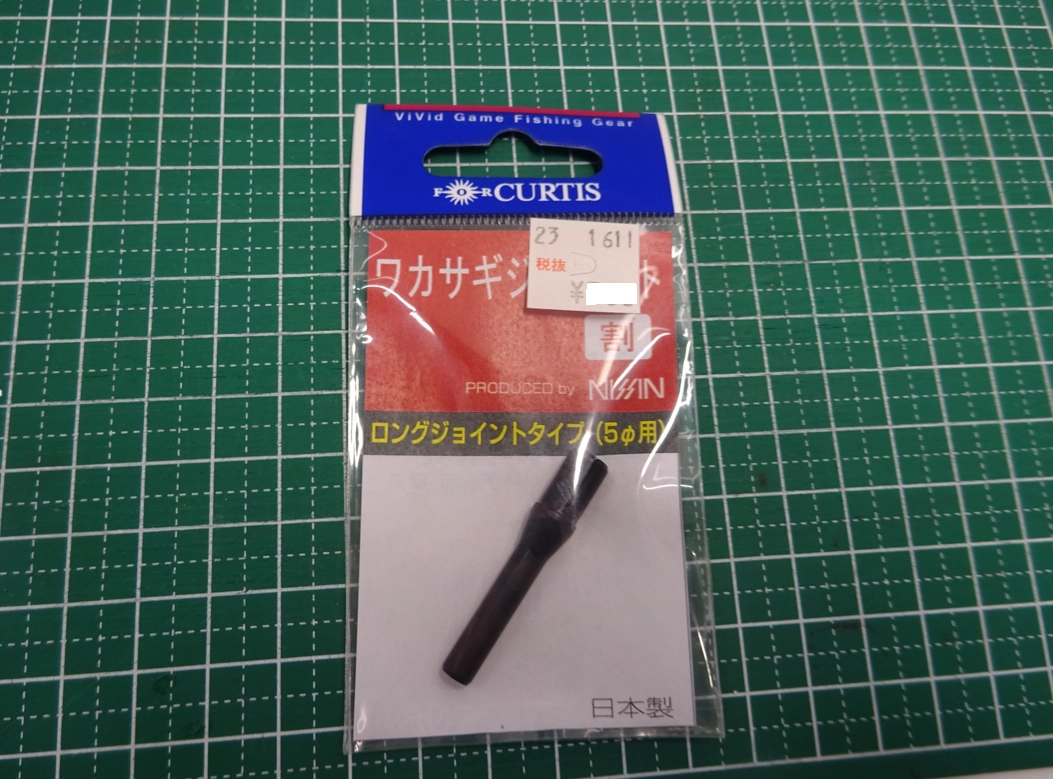 ViVid Game Fishing Gear
FOR CURTIS
23 1611
税抜
¥
ワカサギジ
割
PRODUCED by NISSIN
ロングジョイントタイプ (5φ用)
日本製